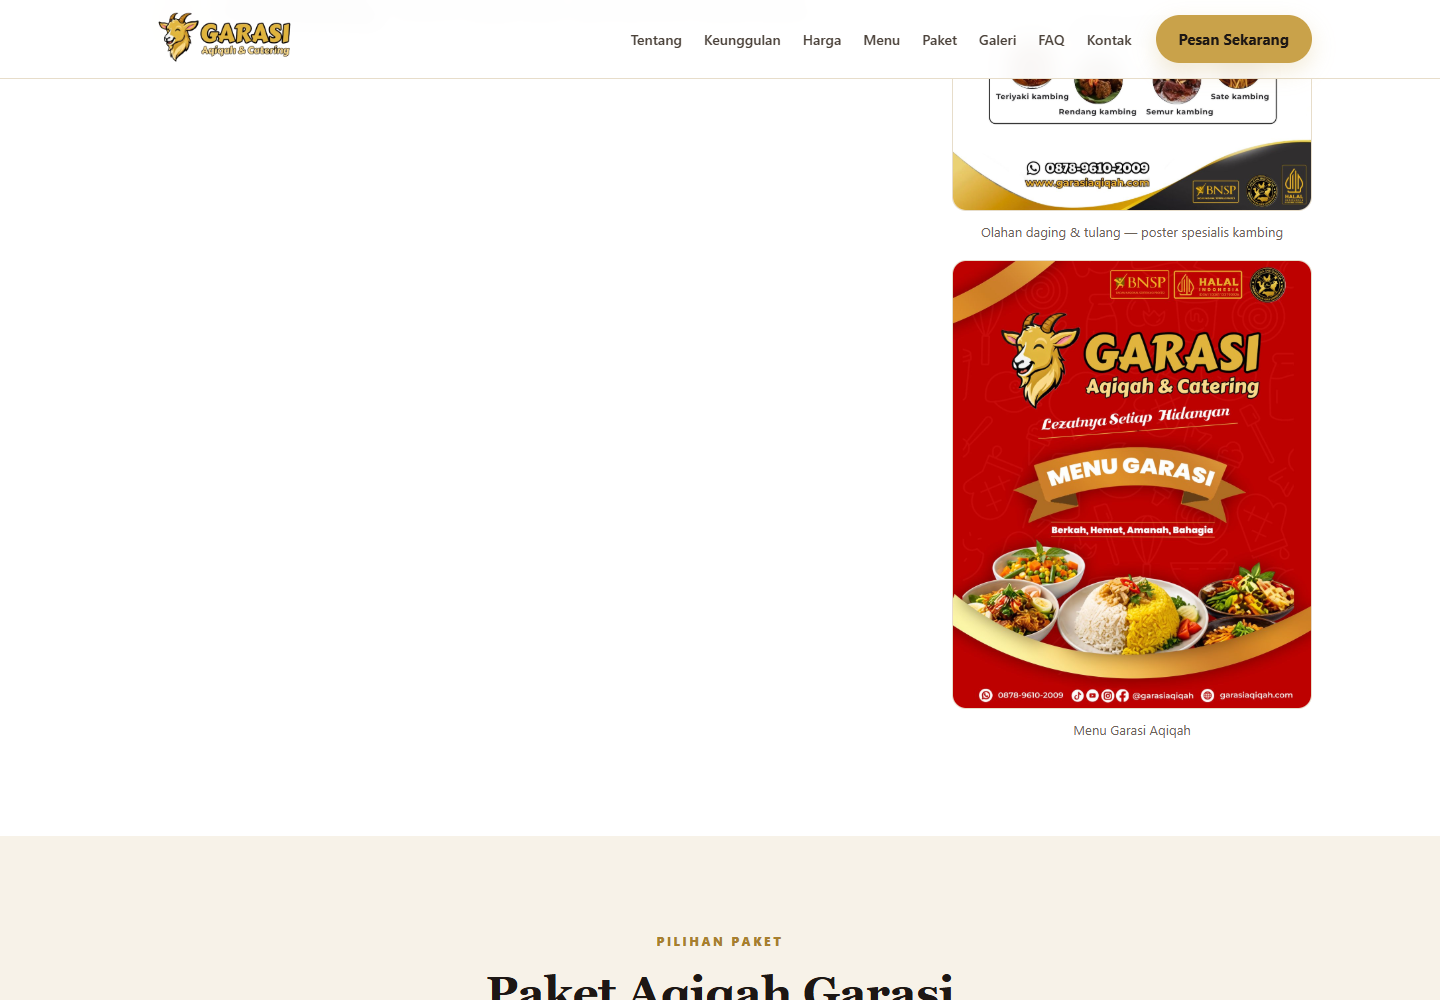 GARASI
Aqiqah & Catering
Tentang
Keunggulan
Harga
Menu
Paket
Galeri
FAQ
Kontak
Pesan Sekarang
Teriyaki kambing
Sate kambing
Rendang kambing
Semur kambing
0878-9610-2009
www.garasiaqiqah.com
BNSP
HALAL
Olahan daging & tulang — poster spesialis kambing
BNSP
HALAL
INDONESIA
GARASI
Aqiqah & Catering
Lezatnya Setiap Hidangan
MENU GARASI
Berkah, Hemat, Amanah, Bahagia
0878-9610-2009
@garasiaqiqah
garasiaqiqah.com
Menu Garasi Aqiqah
PILIHAN PAKET
Paket Aqiqah Garasi